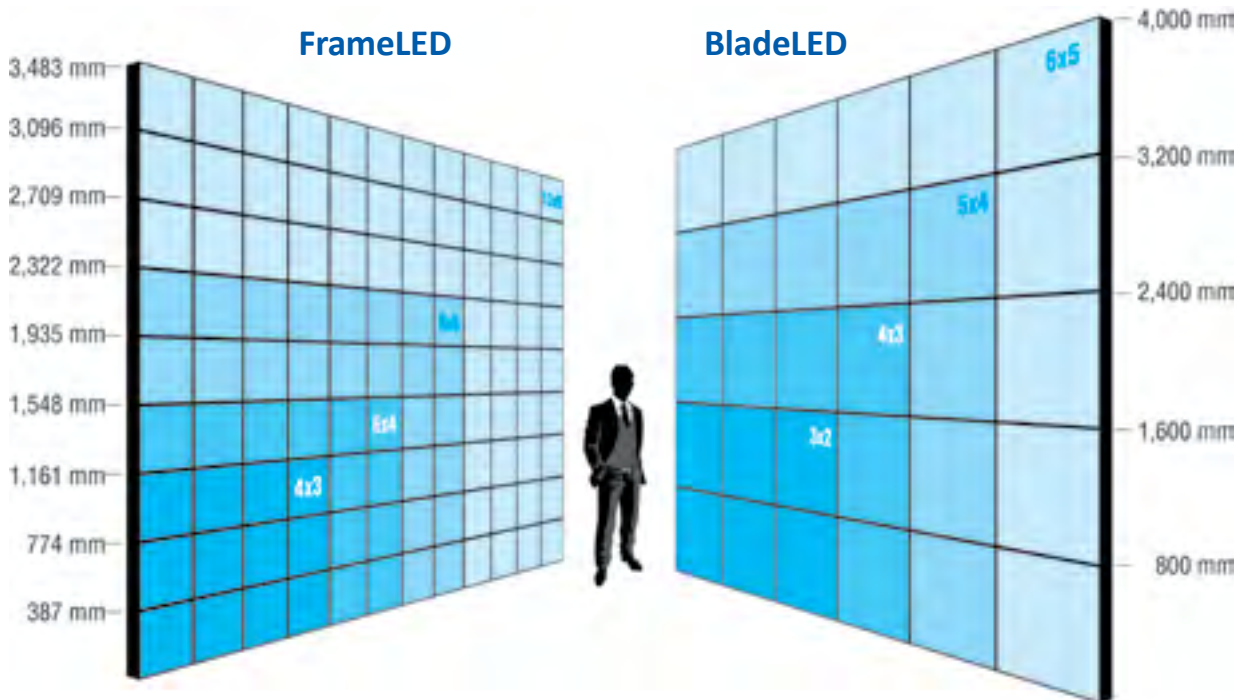 FrameLED
BladeLED
3,483 mm
3,096 mm
2,709 mm
2,322 mm
1,935 mm
1,548 mm
1,161 mm
774 mm
387 mm
6x4
4x3
4,000 mm
3,200 mm
2,400 mm
1,600 mm
800 mm
6x5
5x4
4x3
3x2